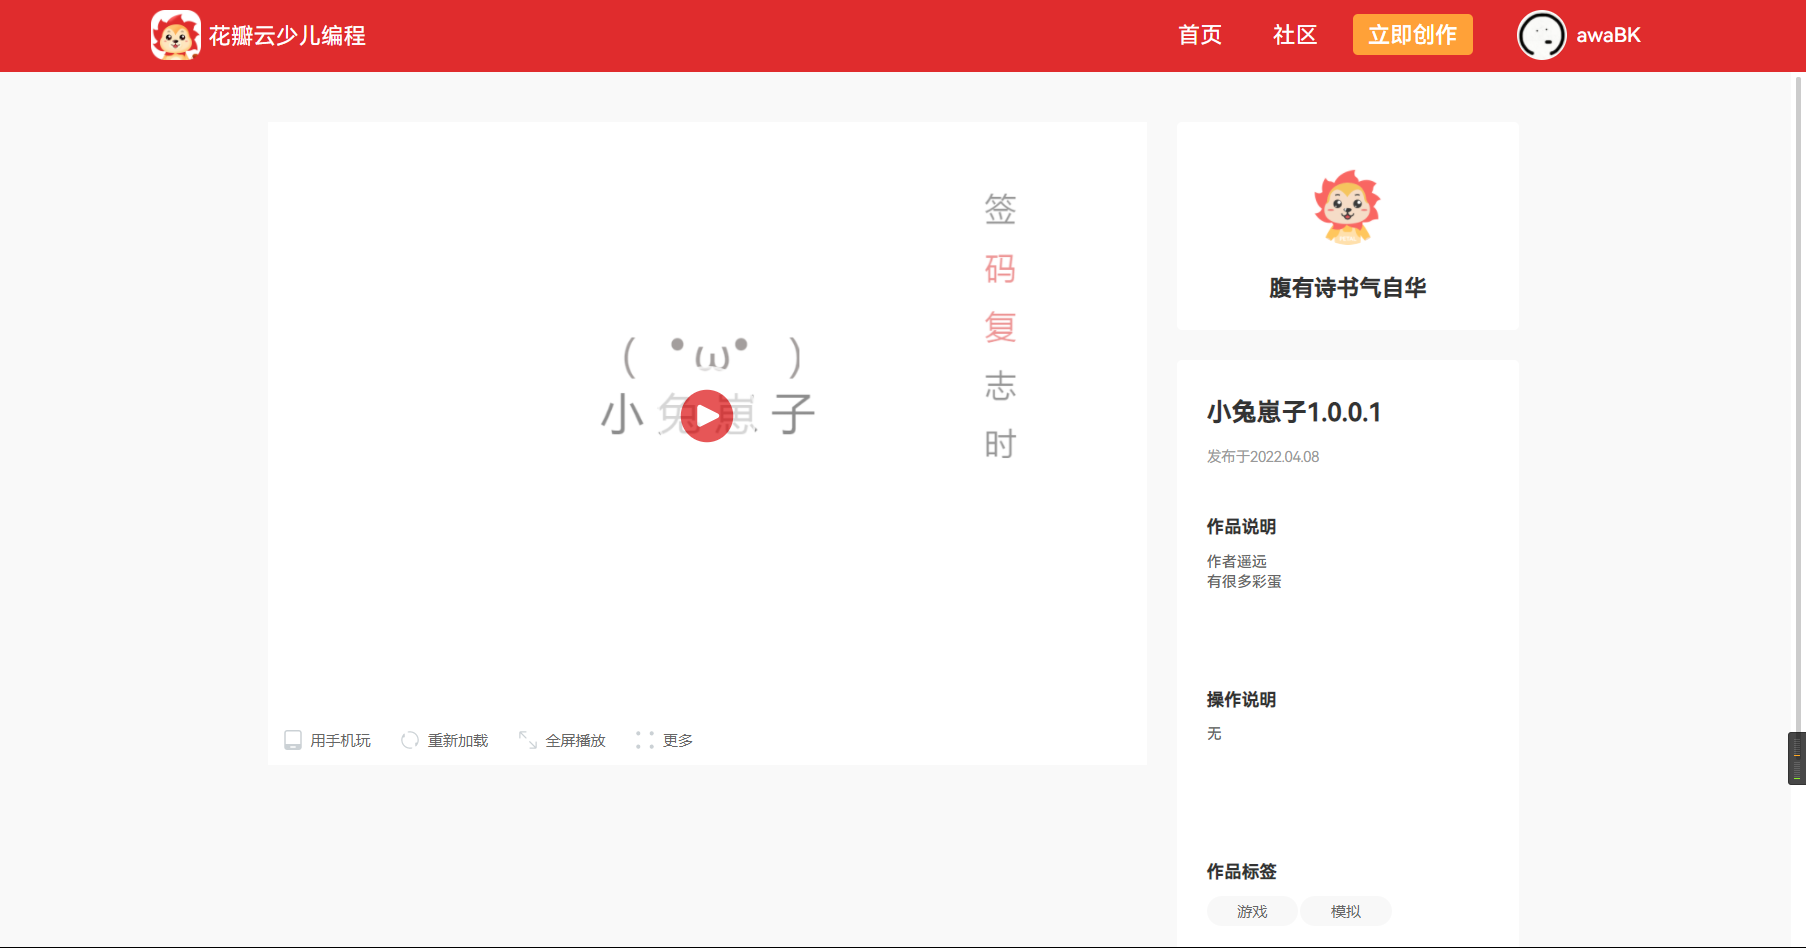 花瓣云少儿编程
首页
社区
立即创作
awaBK
签
码
复
志
时
( •ω• )
小兔崽子
用手机玩
重新加载
全屏播放
更多
腹有诗书气自华
小兔崽子1.0.0.1
发布于2022.04.08
作品说明
作者遥远
有很多彩蛋
操作说明
无
作品标签
游戏
模拟